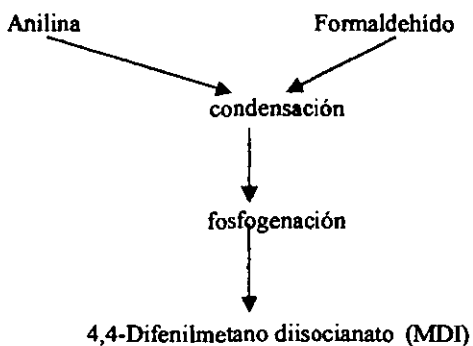 Anilina Formaldehído
condensación
fosfogenación
4,4-Difenilmetano diisocianato (MDI)